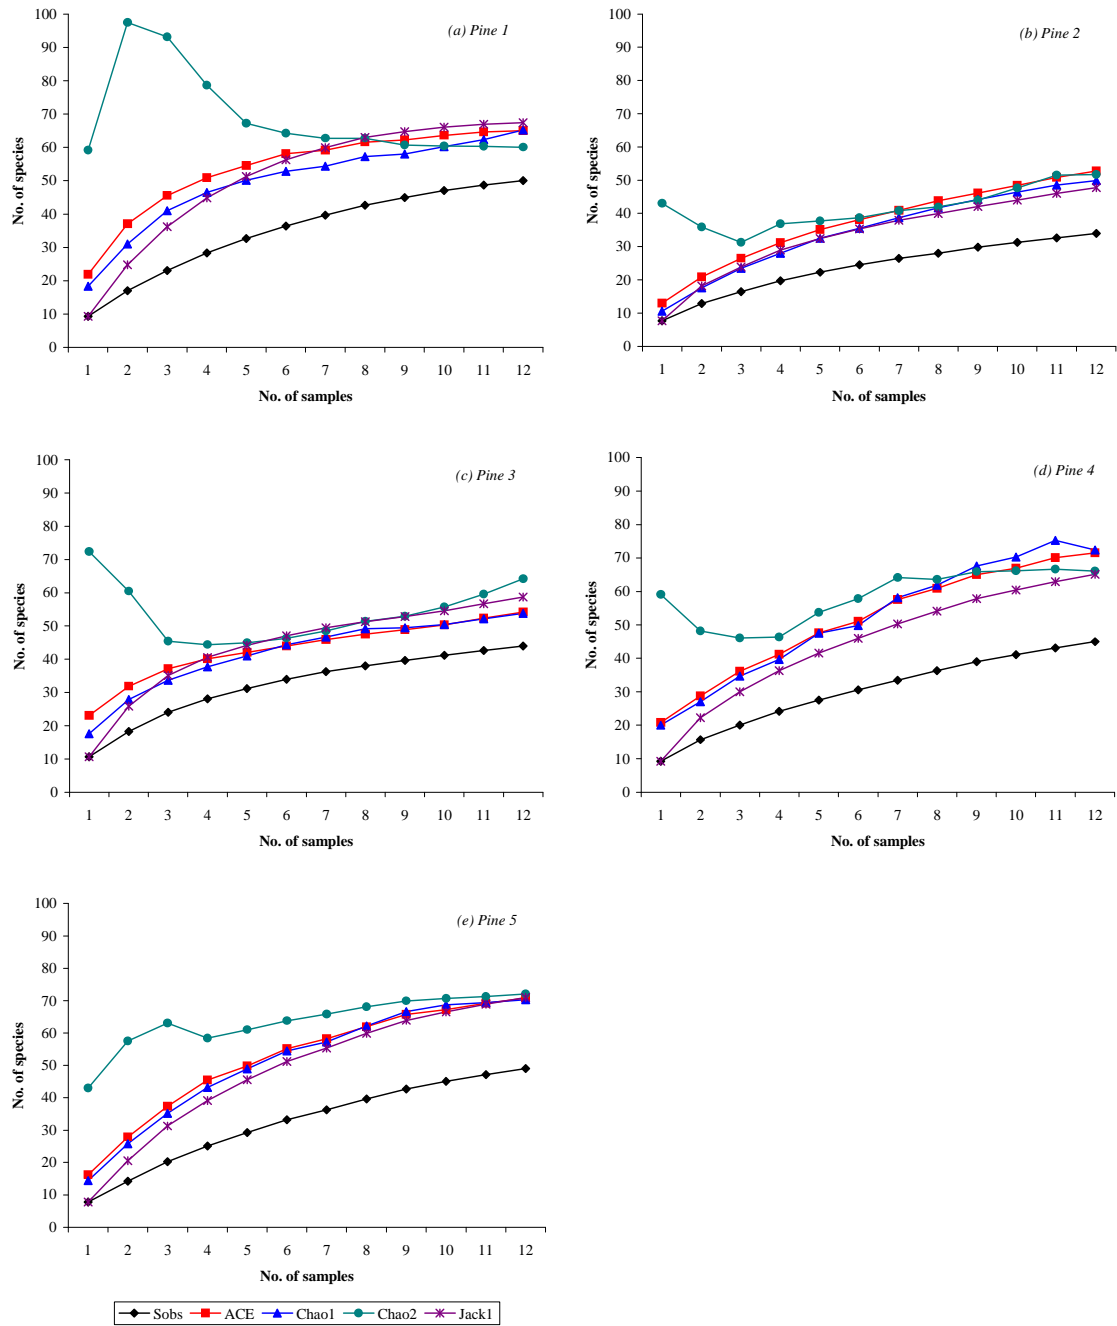 (a) Pine 1
No. of species
100
90
80
70
60
50
40
30
20
10
0
1 2 3 4 5 6 7 8 9 10 11 12
No. of samples
(b) Pine 2
No. of species
100
90
80
70
60
50
40
30
20
10
0
1 2 3 4 5 6 7 8 9 10 11 12
No. of samples
(c) Pine 3
No. of species
100
90
80
70
60
50
40
30
20
10
0
1 2 3 4 5 6 7 8 9 10 11 12
No. of samples
(d) Pine 4
No. of species
100
90
80
70
60
50
40
30
20
10
0
1 2 3 4 5 6 7 8 9 10 11 12
No. of samples
(e) Pine 5
No. of species
100
90
80
70
60
50
40
30
20
10
0
1 2 3 4 5 6 7 8 9 10 11 12
No. of samples
Sobs ACE Chao1 Chao2 Jack1